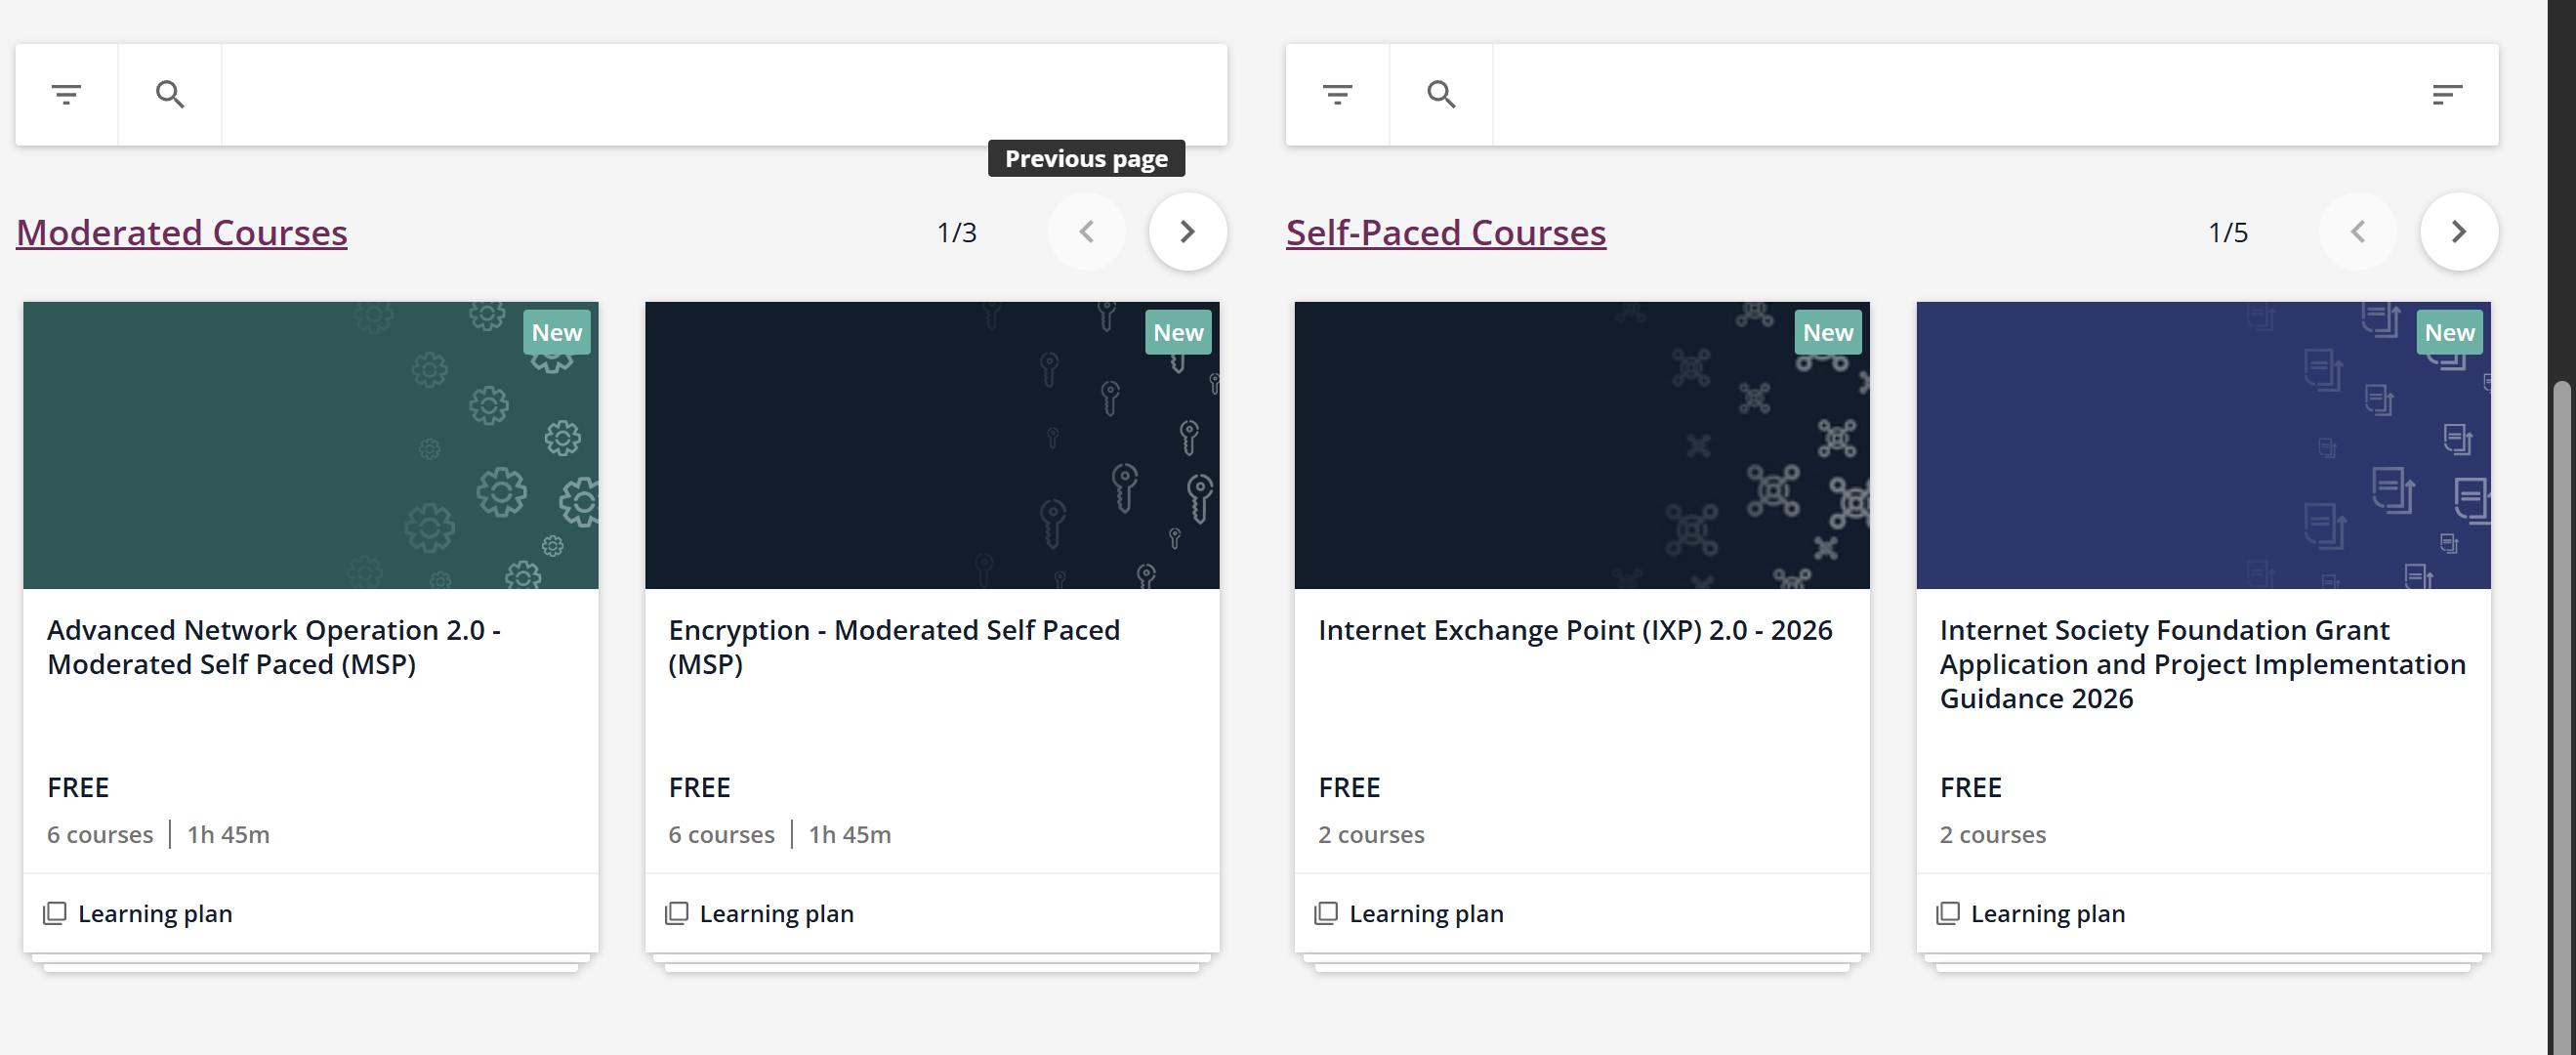 Previous page
Moderated Courses
1/3
New
Advanced Network Operation 2.0 -
Moderated Self Paced (MSP)
FREE
6 courses | 1h 45m
Learning plan
New
Encryption - Moderated Self Paced
(MSP)
FREE
6 courses | 1h 45m
Learning plan
Self-Paced Courses
1/5
New
Internet Exchange Point (IXP) 2.0 - 2026
FREE
2 courses
Learning plan
New
Internet Society Foundation Grant
Application and Project Implementation
Guidance 2026
FREE
2 courses
Learning plan